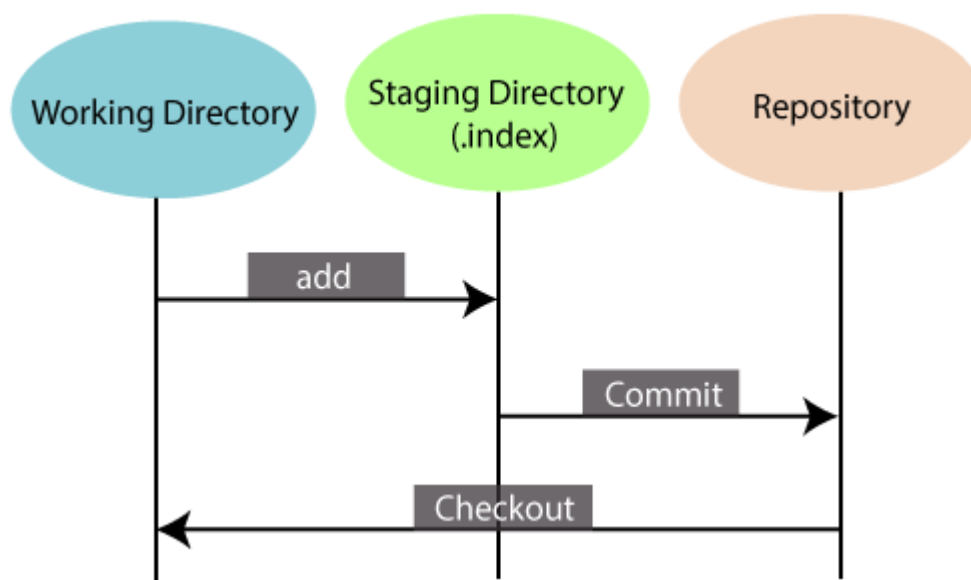 Working Directory
Staging Directory
(.index)
Repository
add
Commit
Checkout